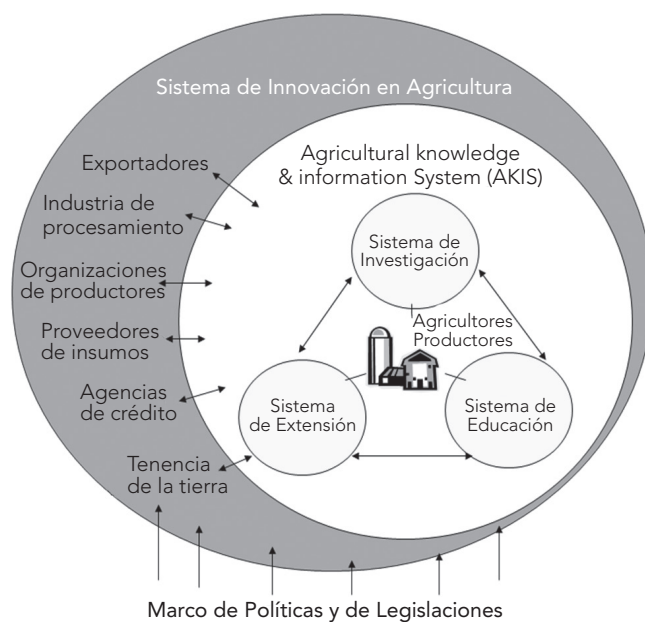 Sistema de Innovación en Agricultura
Agricultural knowledge
& information System (AKIS)
Exportadores
Industria de
procesamiento
Organizaciones
de productores
Proveedores
de insumos
Agencias
de crédito
Tenencia
de la tierra
Sistema de
Investigación
Agricultores
Productores
Sistema
de Extensión
Sistema de
Educación
Marco de Políticas y de Legislaciones